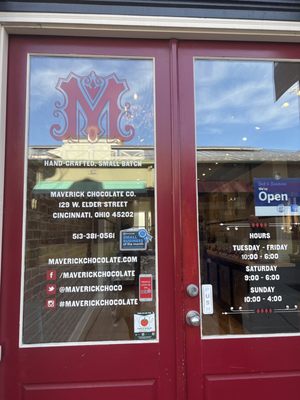 M
HAND-CRAFTED. SMALL BATCH
MAVERICK CHOCOLATE CO.
129 W. ELDER STREET
CINCINNATI, OHIO 45202
513-381-0561
MAVERICKCHOCOLATE.COM
/MAVERICKCHOCOLATE
@MAVERICKCHOCO
#MAVERICKCHOCOLATE
Open
HOURS
TUESDAY - FRIDAY
10:00 - 6:00
SATURDAY
9:00 - 6:00
SUNDAY
10:00 - 4:00